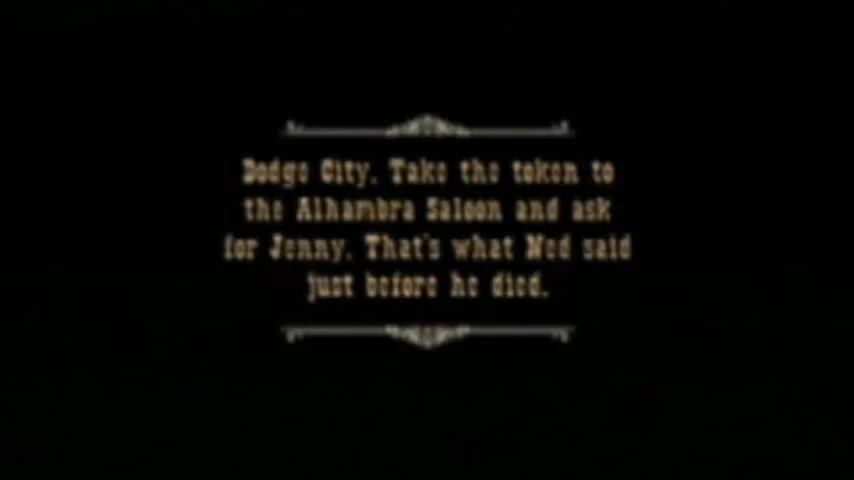 Dodge City. Take the token to
the Alhambra Saloon and ask
for Jenny. That's what Ned said
just before he died.